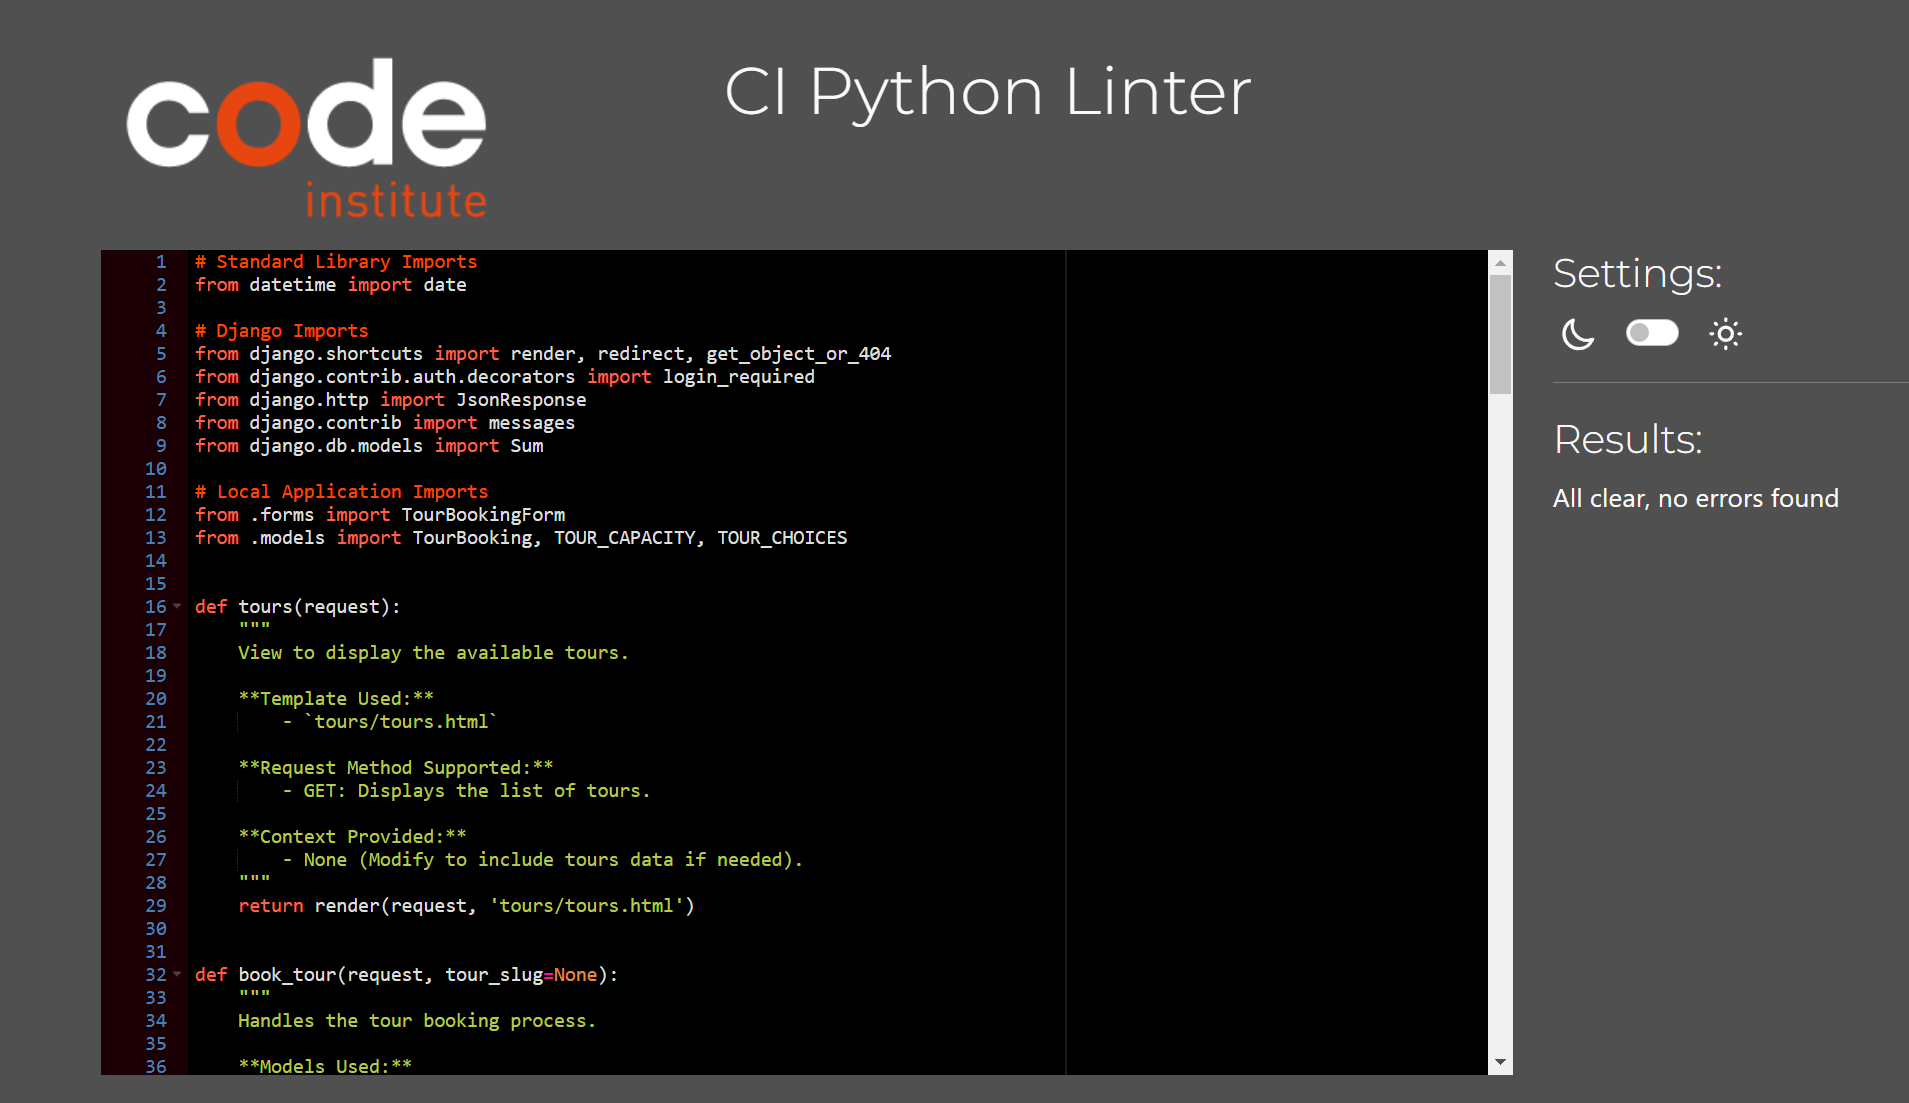 code
institute
CI Python Linter
1 # Standard Library Imports
2 from datetime import date
3
4 # Django Imports
5 from django.shortcuts import render, redirect, get_object_or_404
6 from django.contrib.auth.decorators import login_required
7 from django.http import JsonResponse
8 from django.contrib import messages
9 from django.db.models import Sum
10
11 # Local Application Imports
12 from .forms import TourBookingForm
13 from .models import TourBooking, TOUR_CAPACITY, TOUR_CHOICES
14
15
16 def tours(request):
17     """
18     View to display the available tours.
19
20     **Template Used:**
21         - `tours/tours.html`
22
23     **Request Method Supported:**
24         - GET: Displays the list of tours.
25
26     **Context Provided:**
27         - None (Modify to include tours data if needed).
28     """
29     return render(request, 'tours/tours.html')
30
31
32 def book_tour(request, tour_slug=None):
33     """
34     Handles the tour booking process.
35
36     **Models Used:**
Settings:
Results:
All clear, no errors found